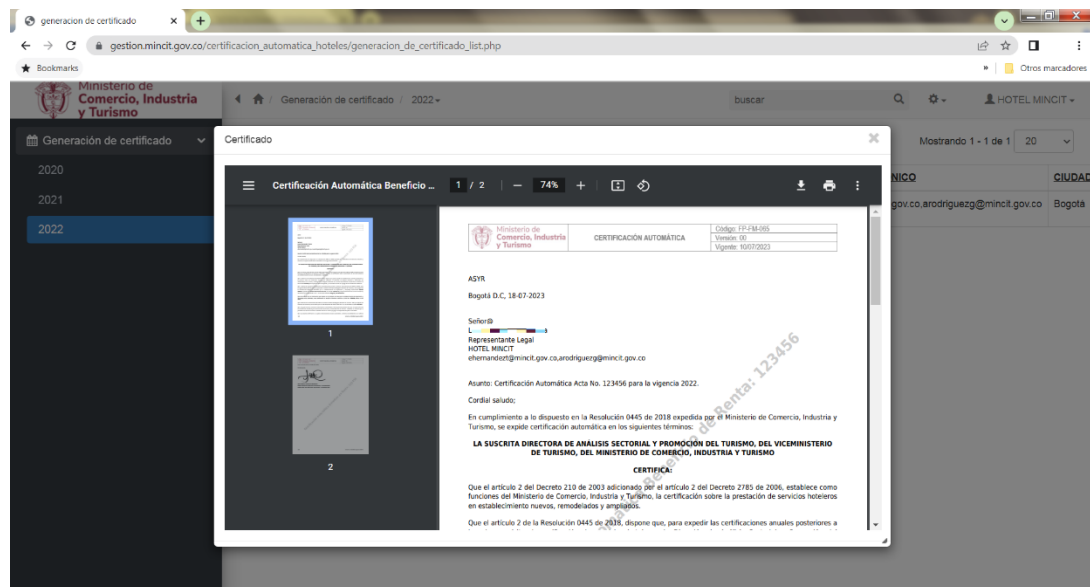 generacion de certificado
gestion.mincit.gov.co/certificacion_automatica_hoteles/generacion_de_certificado_list.php
Bookmarks
»
Otros marcadores
Ministerio de
Comercio, Industria
y Turismo
Generación de certificado / 2022
buscar
HOTEL MINCIT
Generación de certificado
2020
2021
2022
Mostrando 1 - 1 de 1
20
NICO
CIUDAD
gov.co,arodriguezg@mincit.gov.co
Bogotá
Certificado
Certificación Automática Beneficio ...
1 / 2
74%
1
2
Ministerio de
Comercio, Industria
y Turismo
CERTIFICACIÓN AUTOMÁTICA
Código: FP-FM-065
Versión: 00
Vigente: 10/07/2023
ASYR
Bogotá D.C, 18-07-2023
Señor@
Representante Legal
HOTEL MINCIT
ehernandezt@mincit.gov.co,arodriguezg@mincit.gov.co
Asunto: Certificación Automática Acta No. 123456 para la vigencia 2022.
Cordial saludo;
En cumplimiento a lo dispuesto en la Resolución 0445 de 2018 expedida por el Ministerio de Comercio, Industria y
Turismo, se expide certificación automática en los siguientes términos:
LA SUSCRITA DIRECTORA DE ANÁLISIS SECTORIAL Y PROMOCIÓN DEL TURISMO, DEL VICEMINISTERIO
DE TURISMO, DEL MINISTERIO DE COMERCIO, INDUSTRIA Y TURISMO
CERTIFICA:
Que el artículo 2 del Decreto 210 de 2003 adicionado por el artículo 2 del Decreto 2785 de 2006, establece como
funciones del Ministerio de Comercio, Industria y Turismo, la certificación sobre la prestación de servicios hoteleros
en establecimiento nuevos, remodelados y ampliados.
Que el artículo 2 de la Resolución 0445 de 2018, dispone que, para expedir las certificaciones anuales posteriores a
Beneficio de Renta: 123456